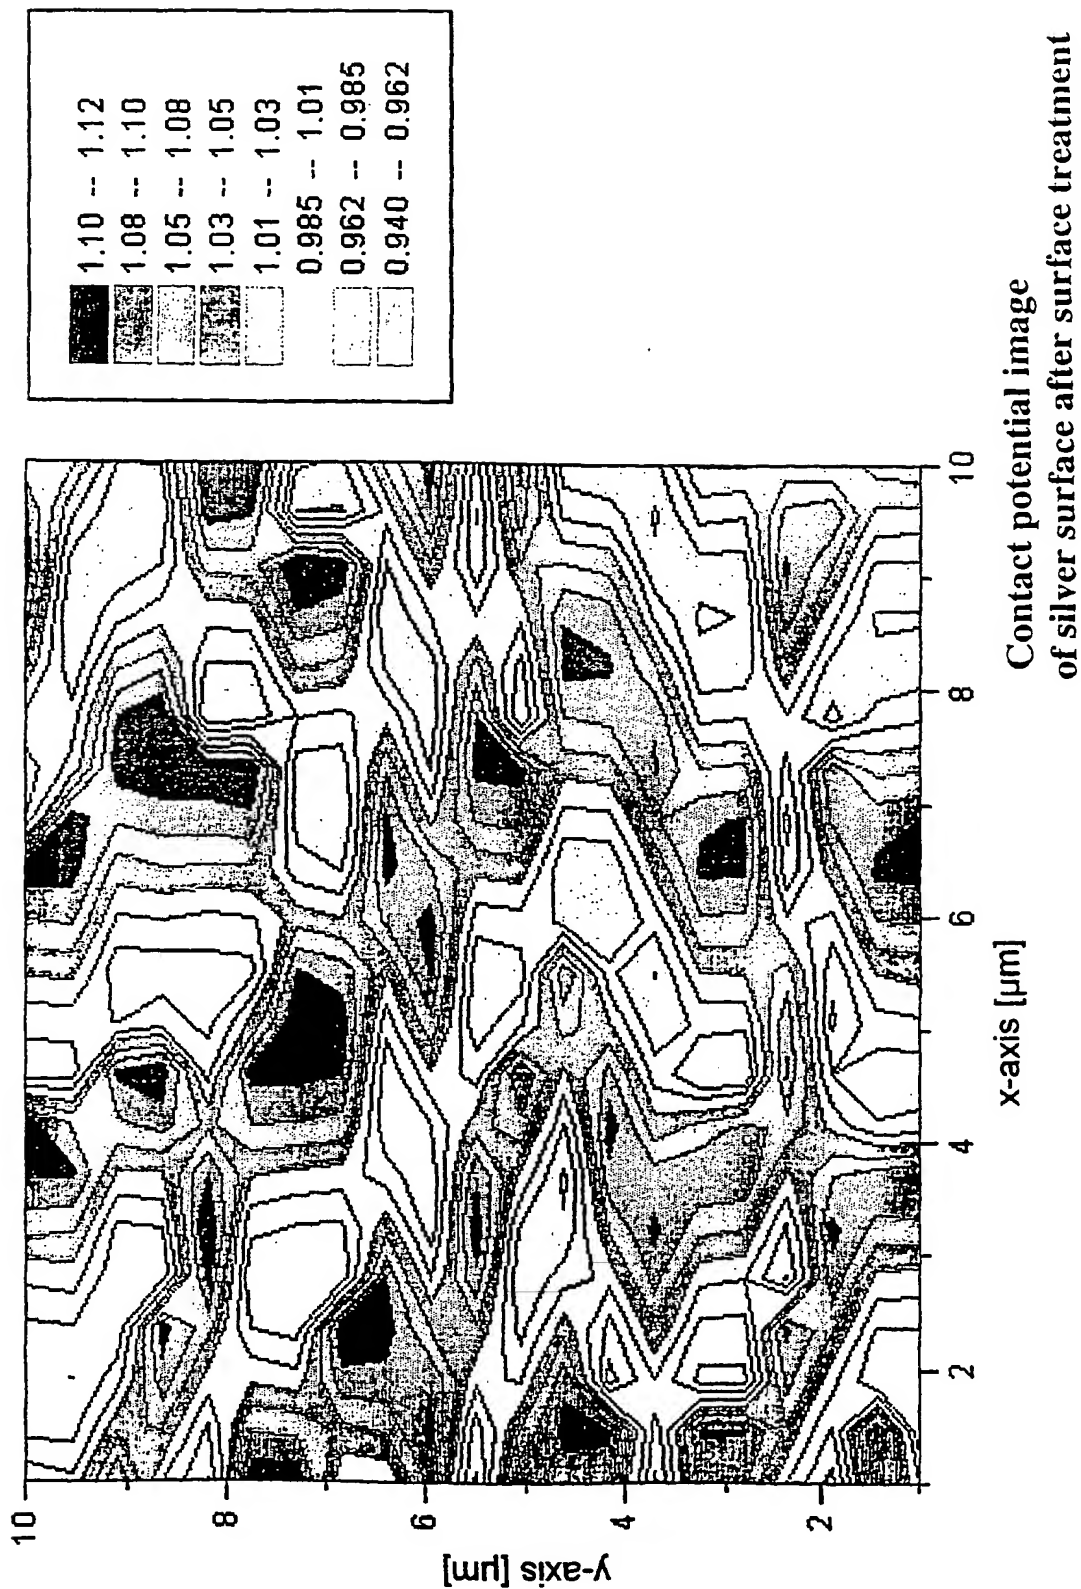 1.10 -- 1.12
1.08 -- 1.10
1.05 -- 1.08
1.03 -- 1.05
1.01 -- 1.03
0.985 -- 1.01
0.962 -- 0.985
0.940 -- 0.962
10
8
6
4
2
y-axis [µm]
2
4
6
8
10
x-axis [µm]
Contact potential image
of silver surface after surface treatment